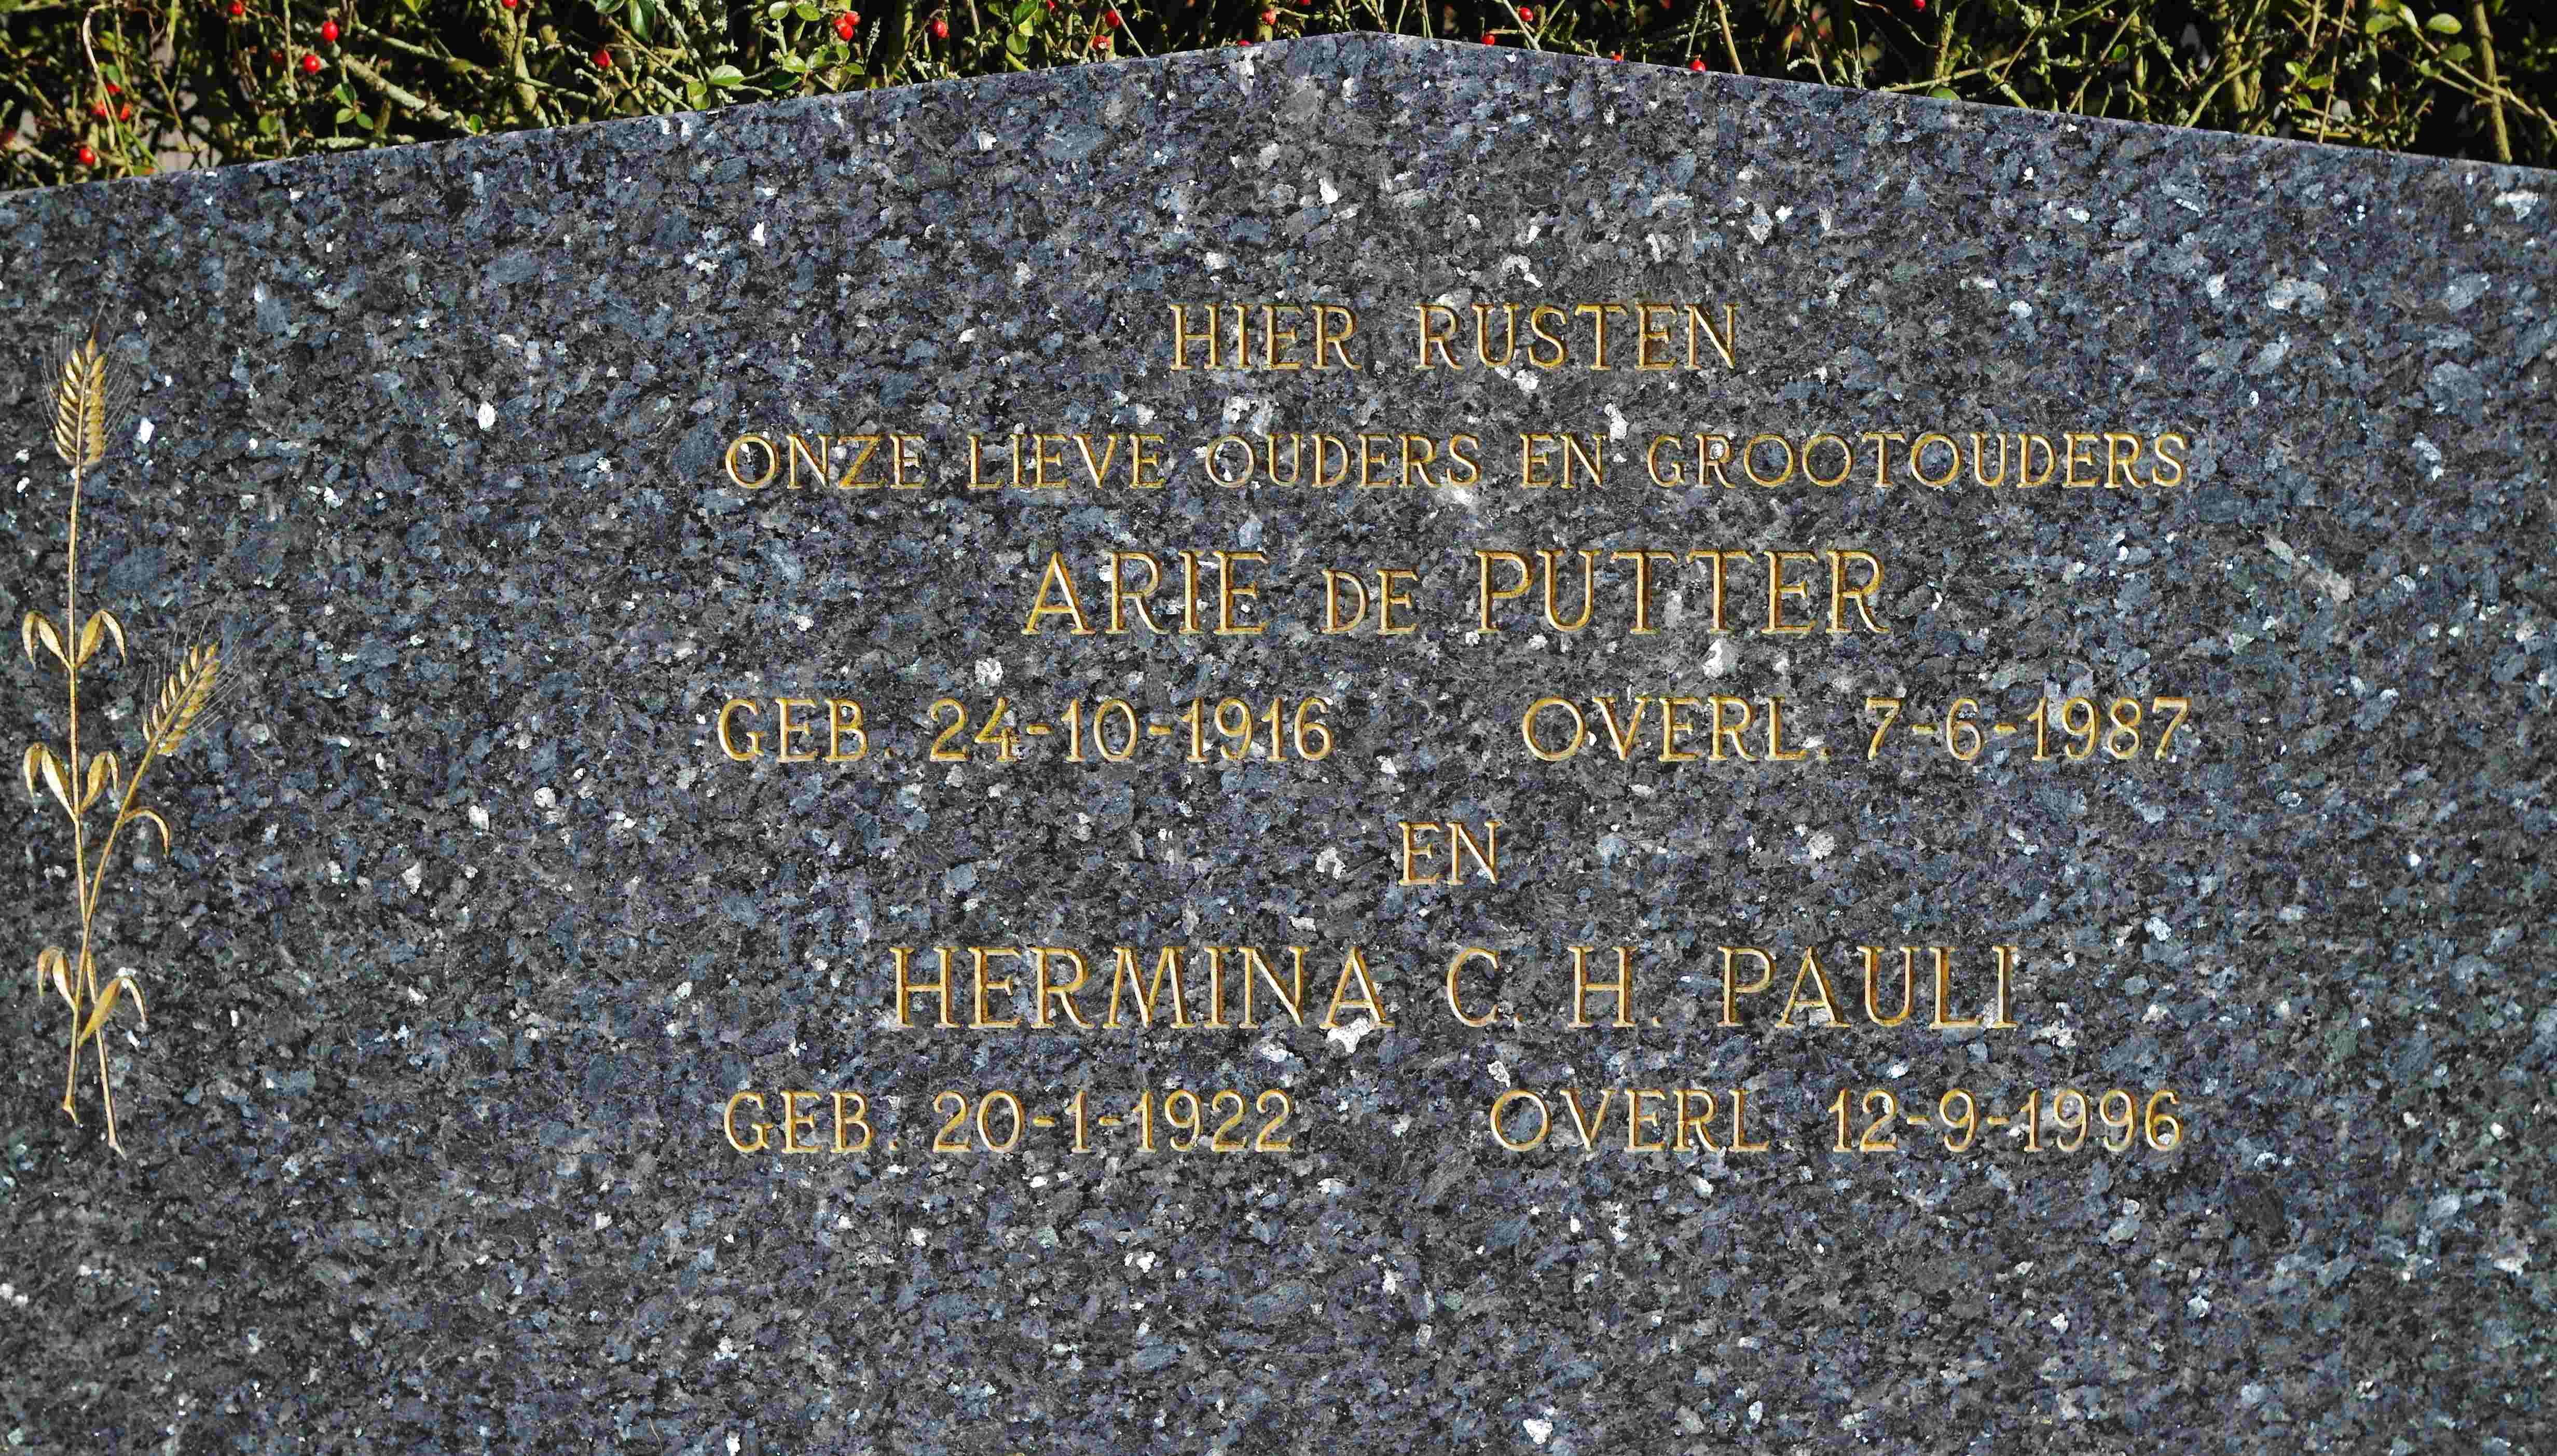 HIER RUSTEN
ONZE LIEVE OUDERS EN GROOTOUDERS
ARIE DE PUTTER
GEB. 24-10-1916 OVERL. 7-6-1987
EN
HERMINA C. H. PAULI
GEB. 20-1-1922 OVERL. 12-9-1996